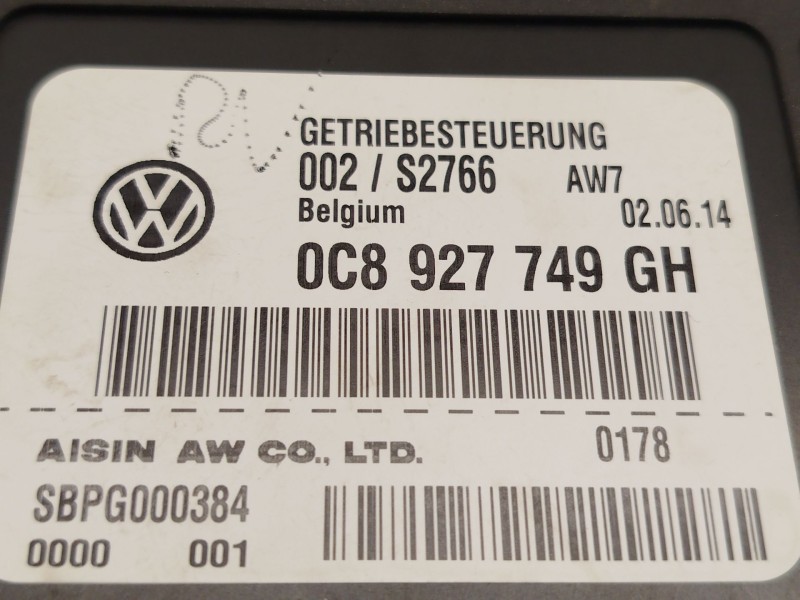 GETRIEBESTEUERUNG
002 / S2766 AW7
Belgium 02.06.14
0C8 927 749 GH
AISIN AW CO., LTD. 0178
SBPG000384
0000 001